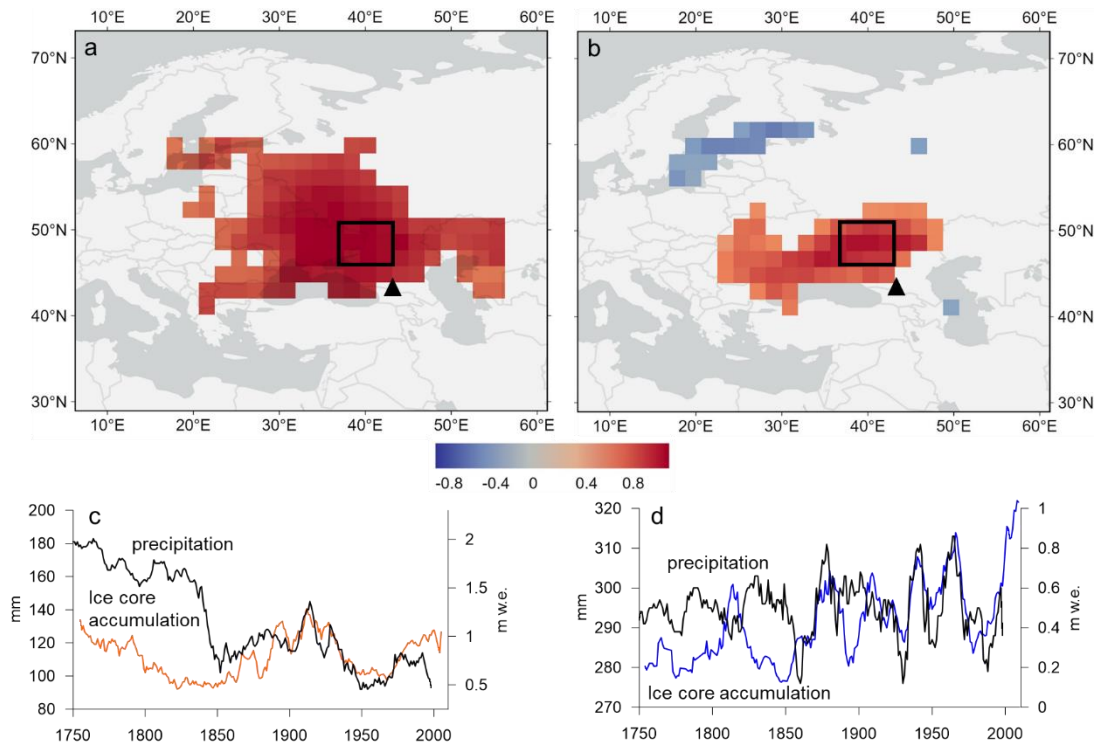 10°E 20°E 30°E 40°E 50°E 60°E 10°E 20°E 30°E 40°E 50°E 60°E
a b
70°N 70°N
60°N 60°N
50°N 50°N
40°N 40°N
30°N 30°N
10°E 20°E 30°E 40°E 50°E 60°E 10°E 20°E 30°E 40°E 50°E 60°E
-0.8 -0.4 0 0.4 0.8
c
200
180
160
140
120
100
80
mm
precipitation
Ice core
accumulation
2
1.5
1
0.5
m w.e.
1750 1800 1850 1900 1950 2000
d
320
310
300
290
280
270
mm
precipitation
Ice core accumulation
1
0.8
0.6
0.4
0.2
0
m w.e.
1750 1800 1850 1900 1950 2000